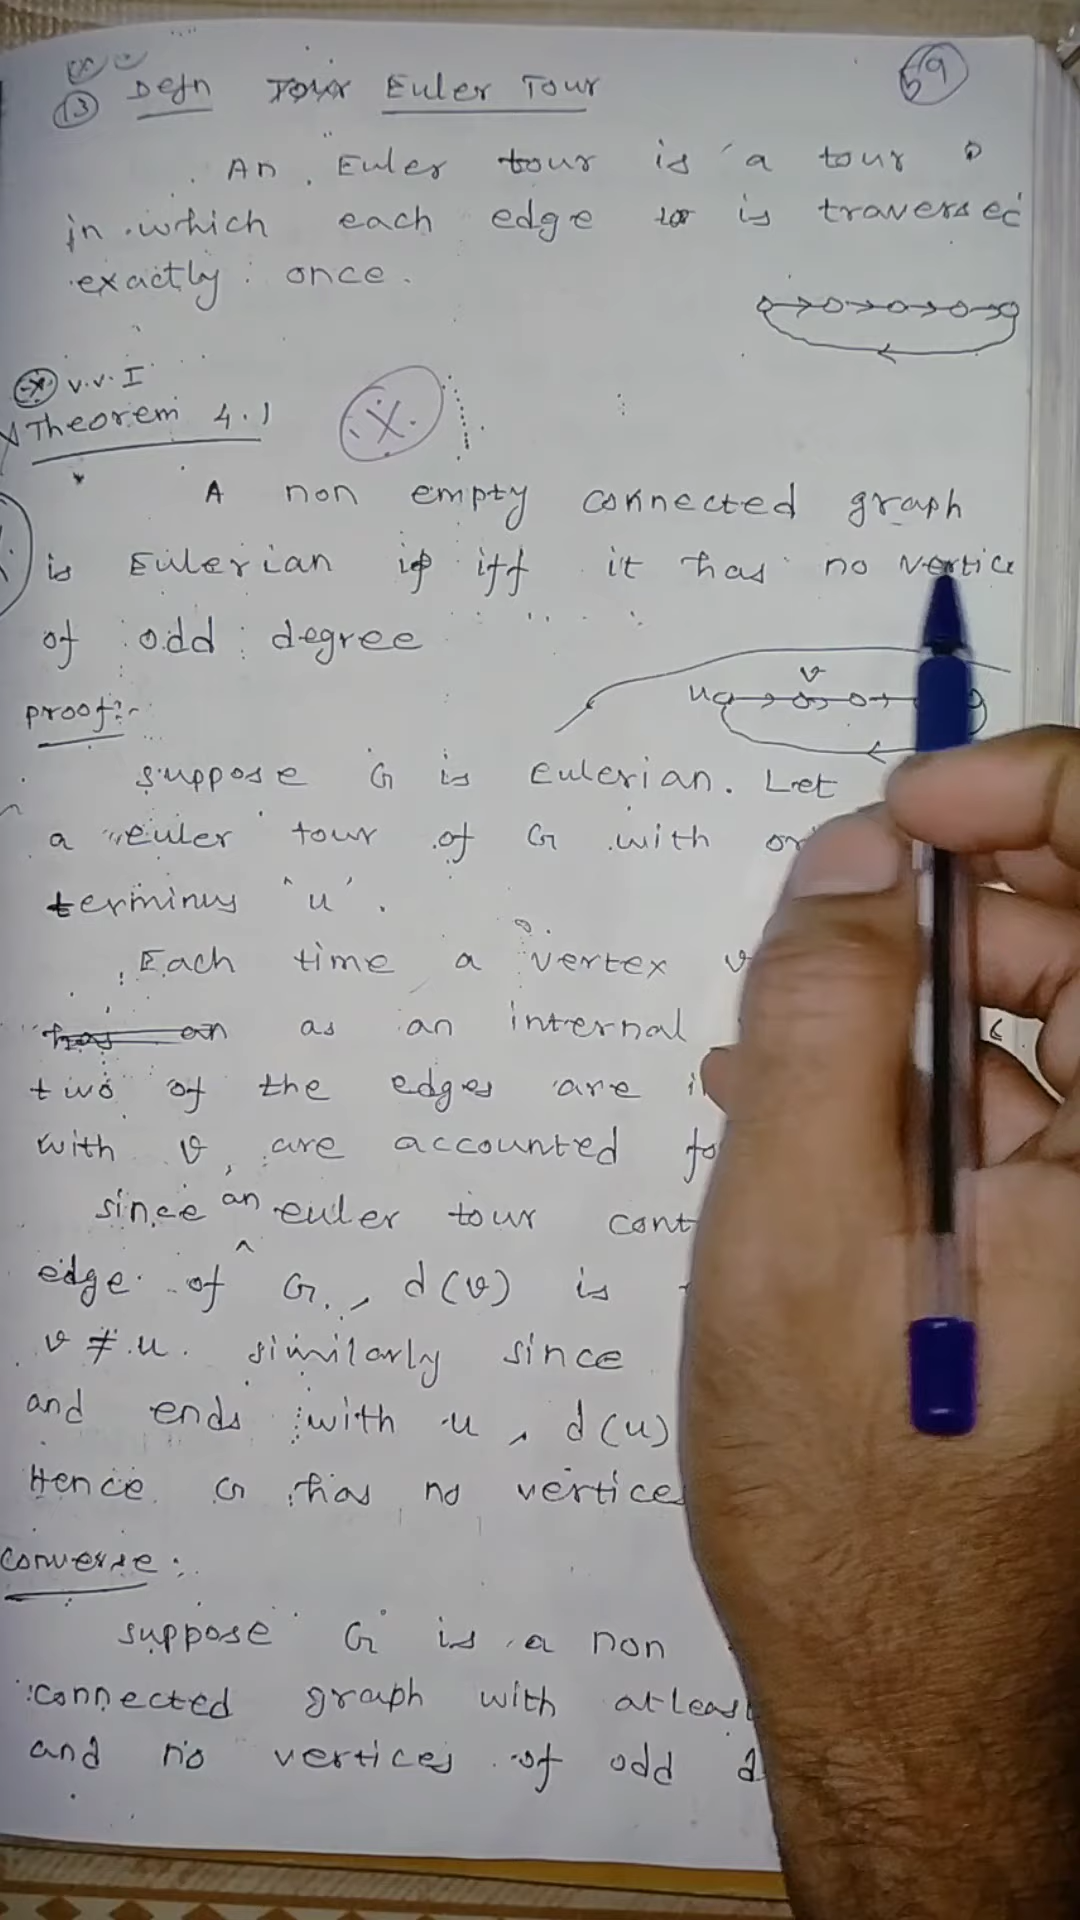 13 Defn Euler Tour
59
An Euler tour is a tour
in which each edge is traversed
exactly once.
v.v.I
Theorem 4.1
A non empty connected graph
is Eulerian iff it has no vertice
of odd degree
proof:-
v
u
suppose G is Eulerian. Let
a euler tour of G with
terminus 'u'.
Each time a vertex v
as an internal
two of the edges are
with v, are accounted
since an euler tour
edge of G, d(v) is
v ≠ u. similarly since
and ends with u, d(u)
Hence G has no vertice
converse:
suppose G is a non
connected graph with atleast
and no vertices of odd